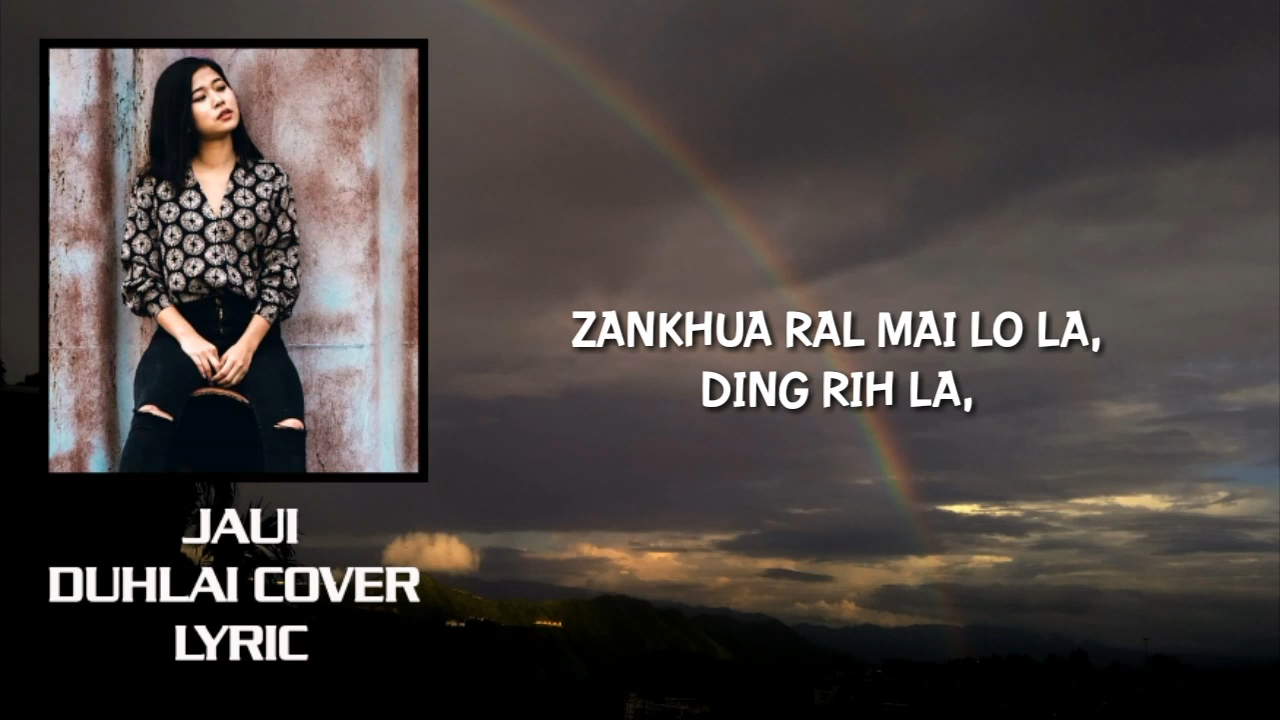 ZANKHUA RAL MAI LO LA,
DING RIH LA,
JAUI
DUHLAI COVER
LYRIC